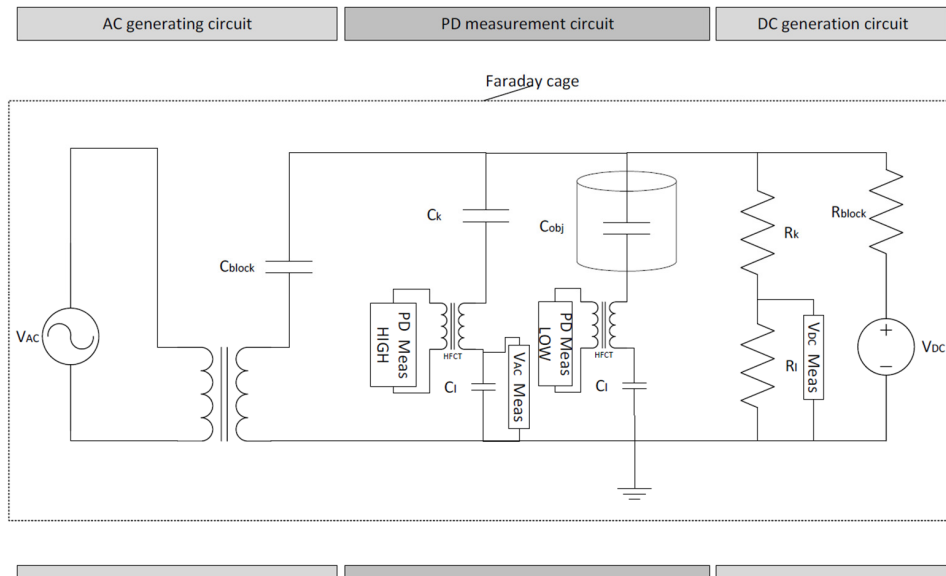 AC generating circuit
PD measurement circuit
DC generation circuit
Faraday cage
Ck
Cobj
Rk
Rblock
Cblock
VAC
PD Meas
HIGH
HFCT
Cl
VAC Meas
PD Meas
LOW
HFCT
Cl
Rl
VDC Meas
+
−
VDC